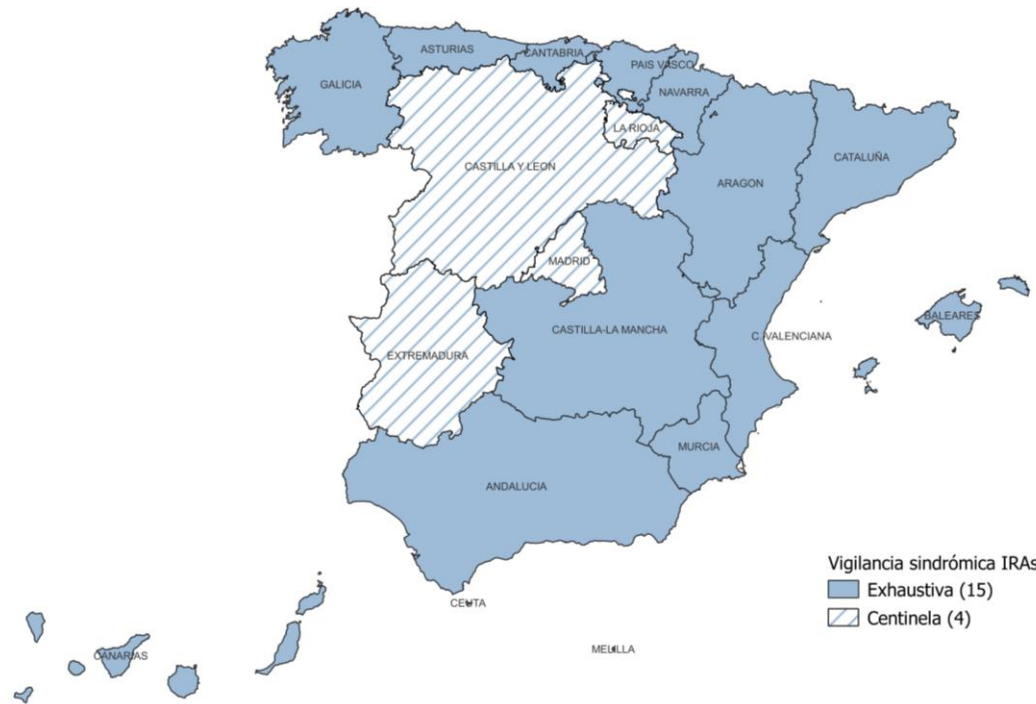 ASTURIAS
CANTABRIA
PAIS VASCO
GALICIA
NAVARRA
LA RIOJA
CATALUÑA
CASTILLA Y LEON
ARAGON
MADRID
BALEARES
CASTILLA-LA MANCHA
C. VALENCIANA
EXTREMADURA
MURCIA
ANDALUCIA
Vigilancia sindrómica IRAs
Exhaustiva (15)
CEUTA
Centinela (4)
MELILLA
CANARIAS